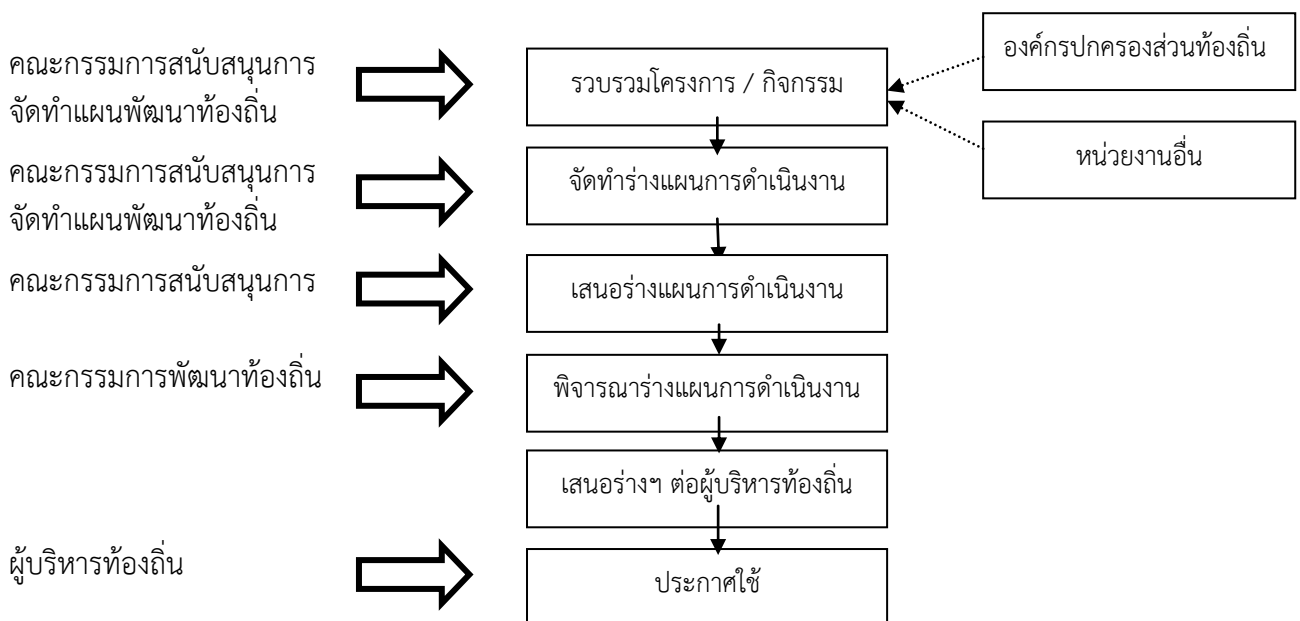 องค์กรปกครองส่วนท้องถิ่น
คณะกรรมการสนับสนุนการ
จัดทำแผนพัฒนาท้องถิ่น
รวบรวมโครงการ / กิจกรรม
หน่วยงานอื่น
คณะกรรมการสนับสนุนการ
จัดทำแผนพัฒนาท้องถิ่น
จัดทำร่างแผนการดำเนินงาน
คณะกรรมการสนับสนุนการ
เสนอร่างแผนการดำเนินงาน
คณะกรรมการพัฒนาท้องถิ่น
พิจารณาร่างแผนการดำเนินงาน
เสนอร่างฯ ต่อผู้บริหารท้องถิ่น
ผู้บริหารท้องถิ่น
ประกาศใช้